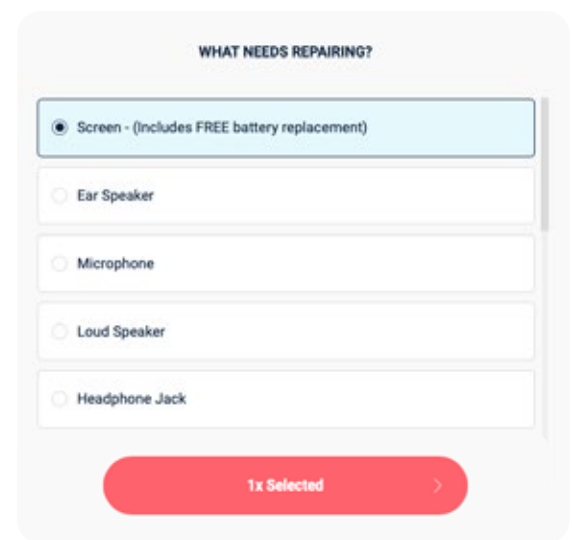 WHAT NEEDS REPAIRING?
Screen - (Includes FREE battery replacement)
Ear Speaker
Microphone
Loud Speaker
Headphone Jack
1x Selected